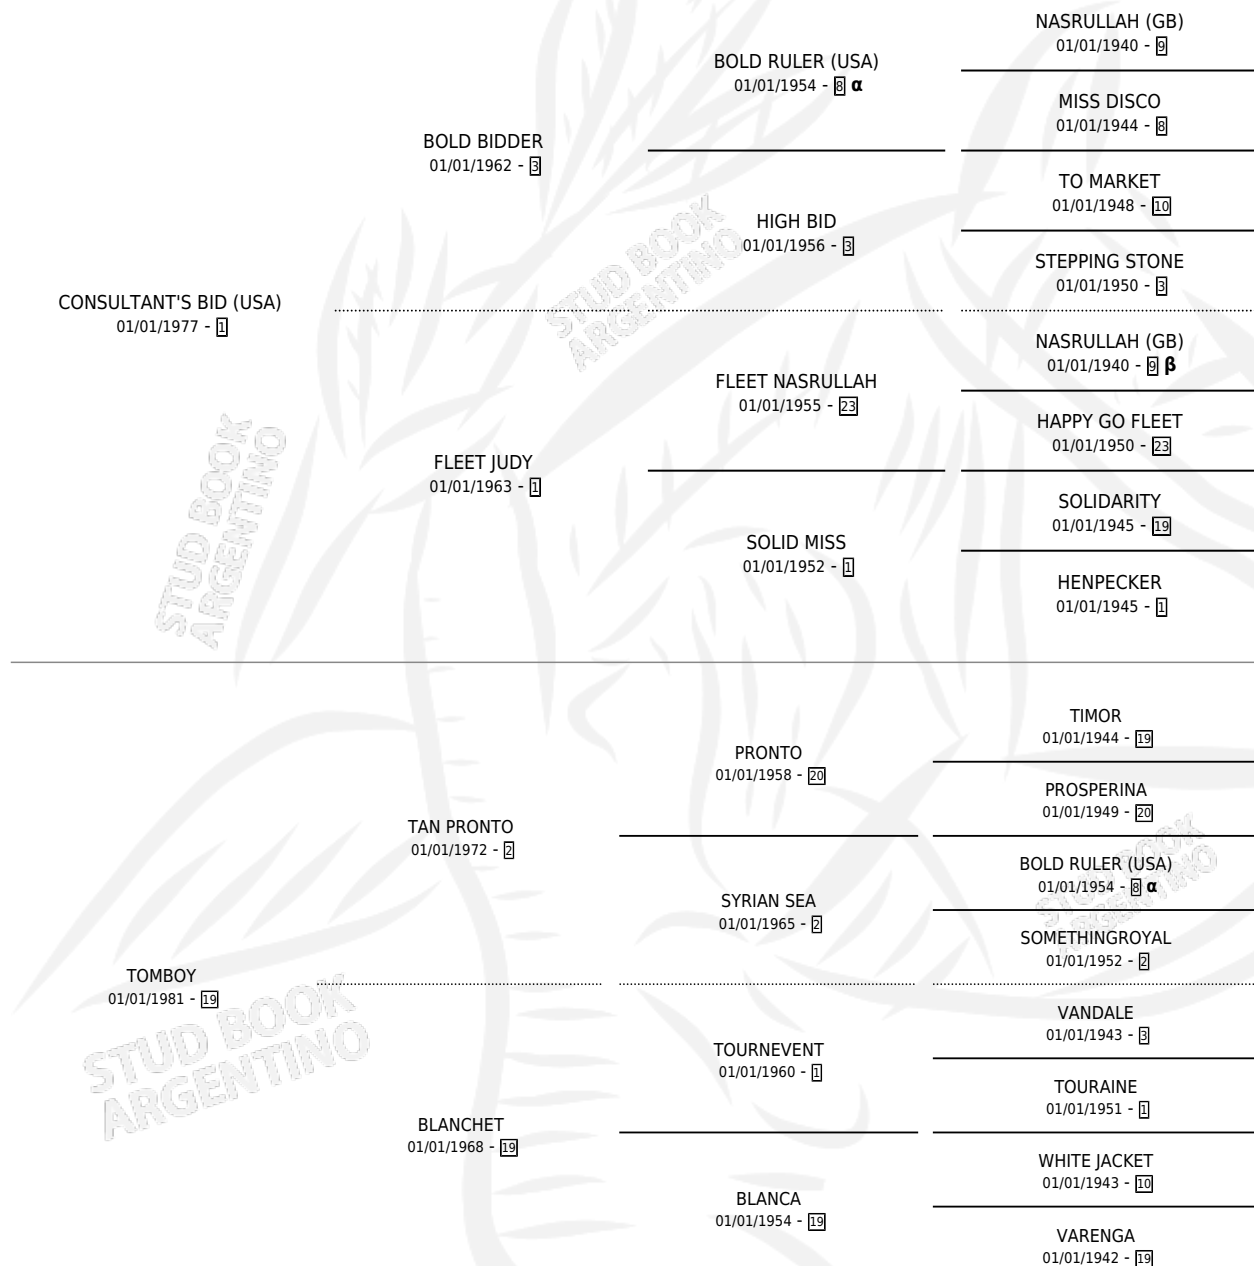 NASRULLAH (GB)
01/01/1940 - 9
BOLD RULER (USA)
01/01/1954 - 8 α
MISS DISCO
01/01/1944 - 8
BOLD BIDDER
01/01/1962 - 3
TO MARKET
01/01/1948 - 10
HIGH BID
01/01/1956 - 3
STEPPING STONE
01/01/1950 - 3
CONSULTANT'S BID (USA)
01/01/1977 - 1
NASRULLAH (GB)
01/01/1940 - 9 β
FLEET NASRULLAH
01/01/1955 - 23
HAPPY GO FLEET
01/01/1950 - 23
FLEET JUDY
01/01/1963 - 1
SOLIDARITY
01/01/1945 - 19
SOLID MISS
01/01/1952 - 1
HENPECKER
01/01/1945 - 1
TIMOR
01/01/1944 - 19
PRONTO
01/01/1958 - 20
PROSPERINA
01/01/1949 - 20
TAN PRONTO
01/01/1972 - 2
BOLD RULER (USA)
01/01/1954 - 8 α
SYRIAN SEA
01/01/1965 - 2
SOMETHINGROYAL
01/01/1952 - 2
TOMBOY
01/01/1981 - 19
VANDALE
01/01/1943 - 3
TOURNEVENT
01/01/1960 - 1
TOURAINE
01/01/1951 - 1
BLANCHET
01/01/1968 - 19
WHITE JACKET
01/01/1943 - 10
BLANCA
01/01/1954 - 19
VARENGA
01/01/1942 - 19
STUD BOOK
ARGENTINO
STUD BOOK
ARGENTINO
STUD BOOK
ARGENTINO
STUD BOOK
ARGENTINO